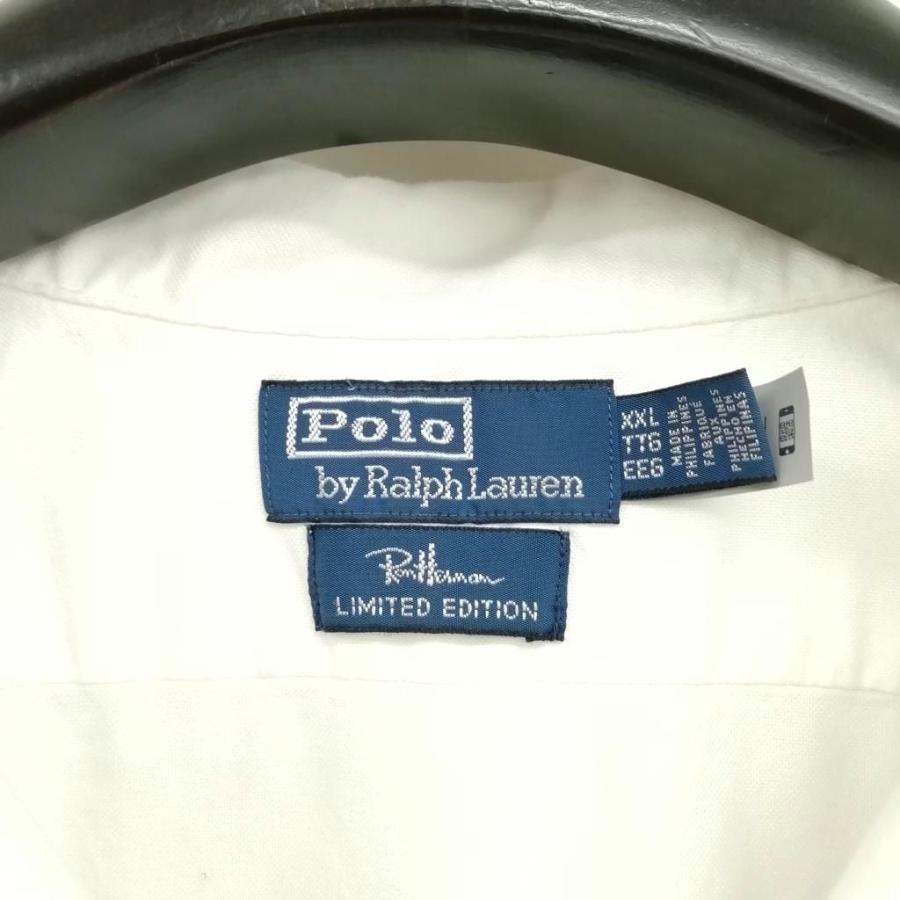 Polo
by Ralph Lauren
XXL
TTG
EEG
MADE IN
PHILIPPINES
FABRIQUÉ
AUX
PHILIPPINES
HECHO EN
FILIPINAS
Ron Herman
LIMITED EDITION